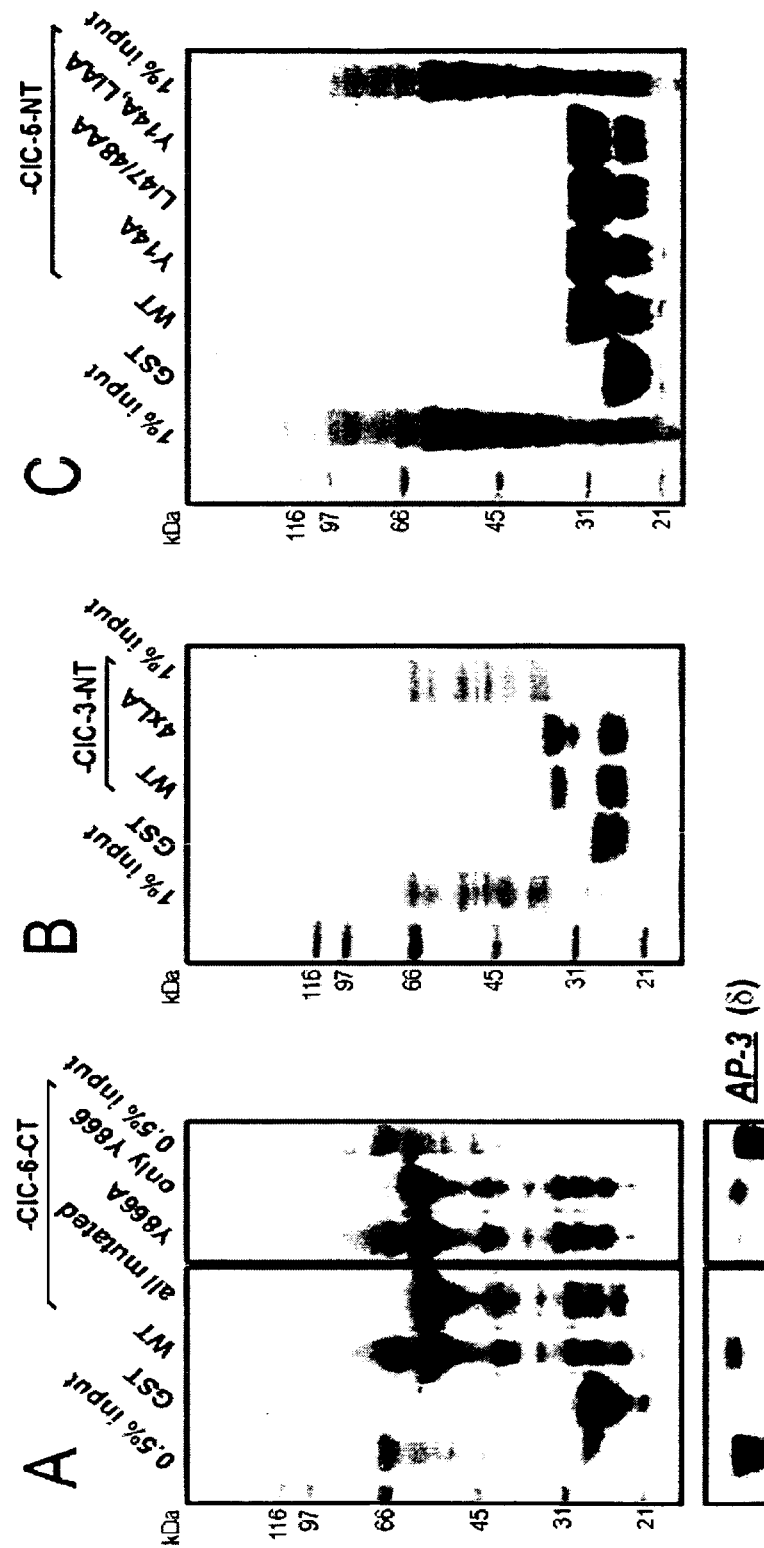 A
-ClC-6-CT
0.5% input
GST
WT
all mutated
Y866A
only Y866
0.5% input
kDa
116
97
66
45
31
21
AP-3 (δ)
B
-ClC-3-NT
1% input
GST
WT
4xLA
1% input
kDa
116
97
66
45
31
21
C
-ClC-5-NT
1% input
GST
WT
Y14A
LI47/48AA
Y14A, LIAA
1% input
kDa
116
97
66
45
31
21